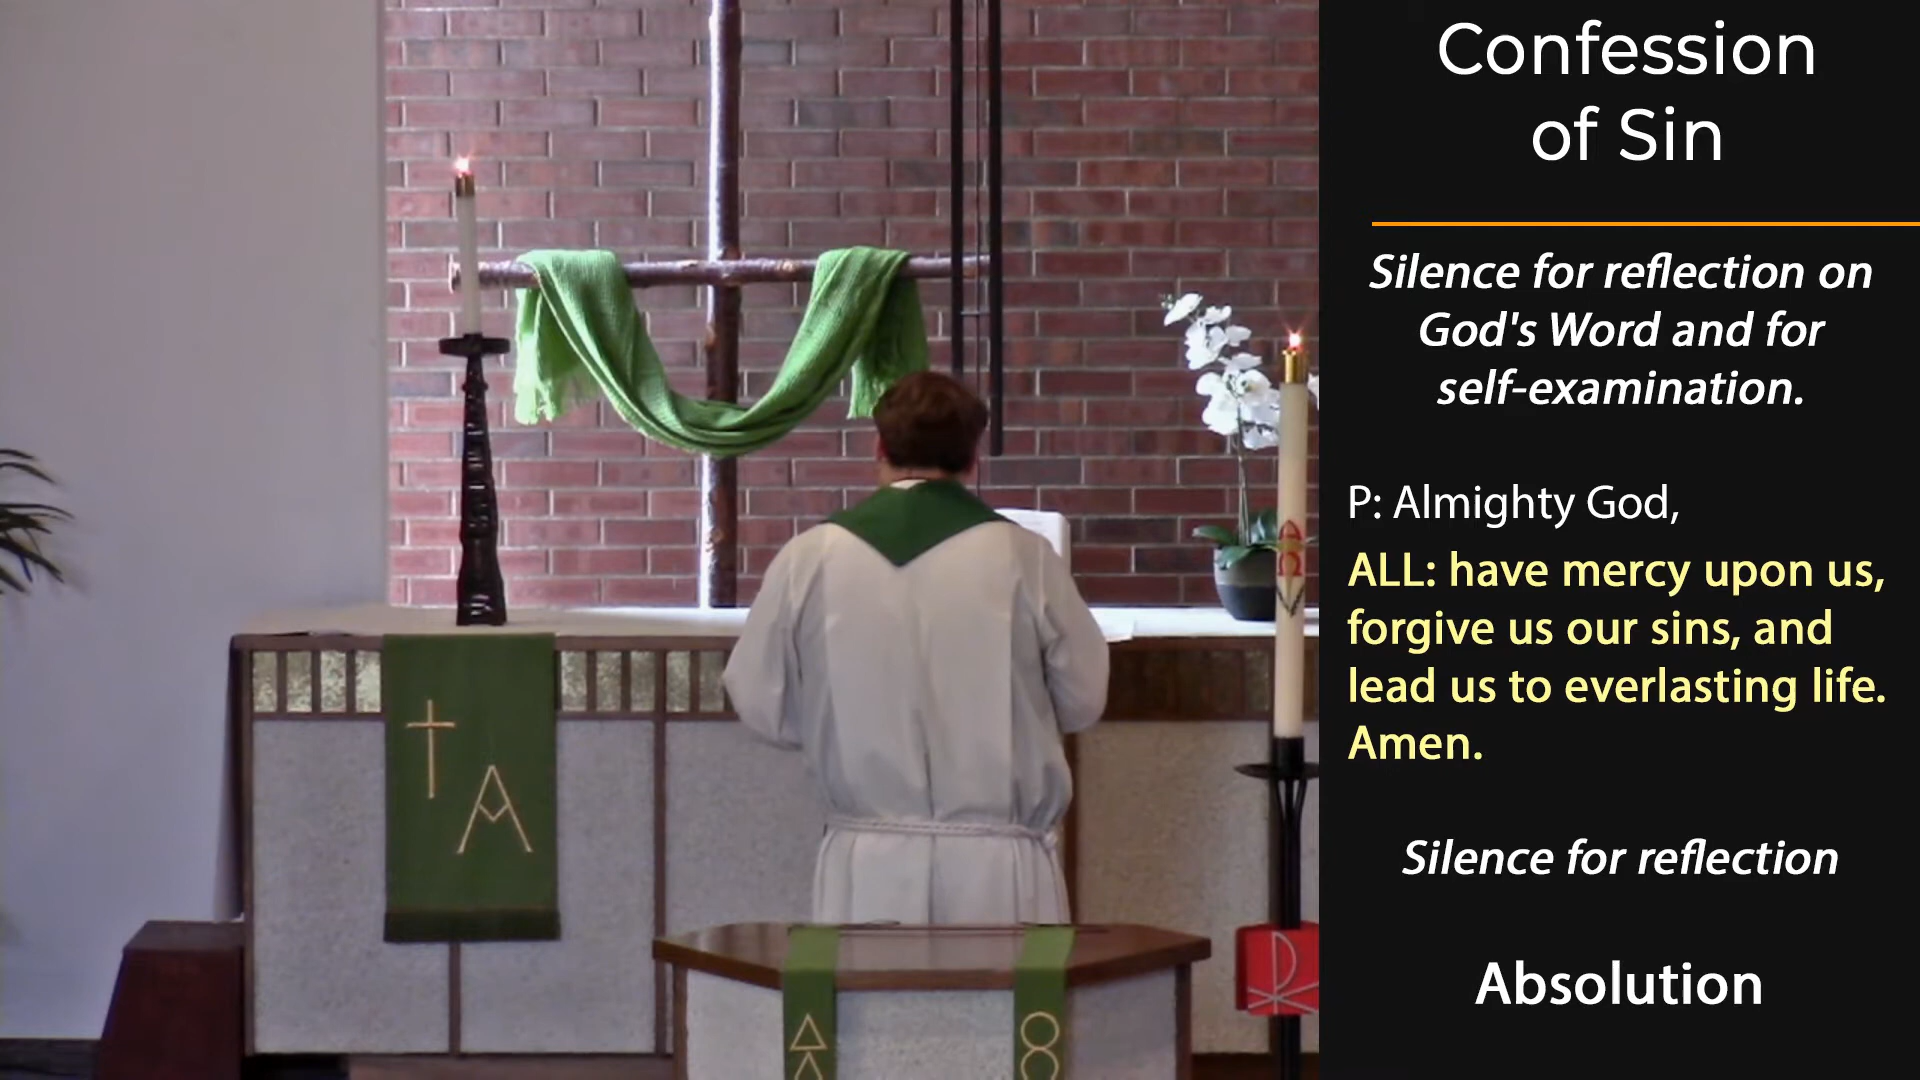 Confession
of Sin
Silence for reflection on
God's Word and for
self-examination.
P: Almighty God,
ALL: have mercy upon us,
forgive us our sins, and
lead us to everlasting life.
Amen.
Silence for reflection
Absolution